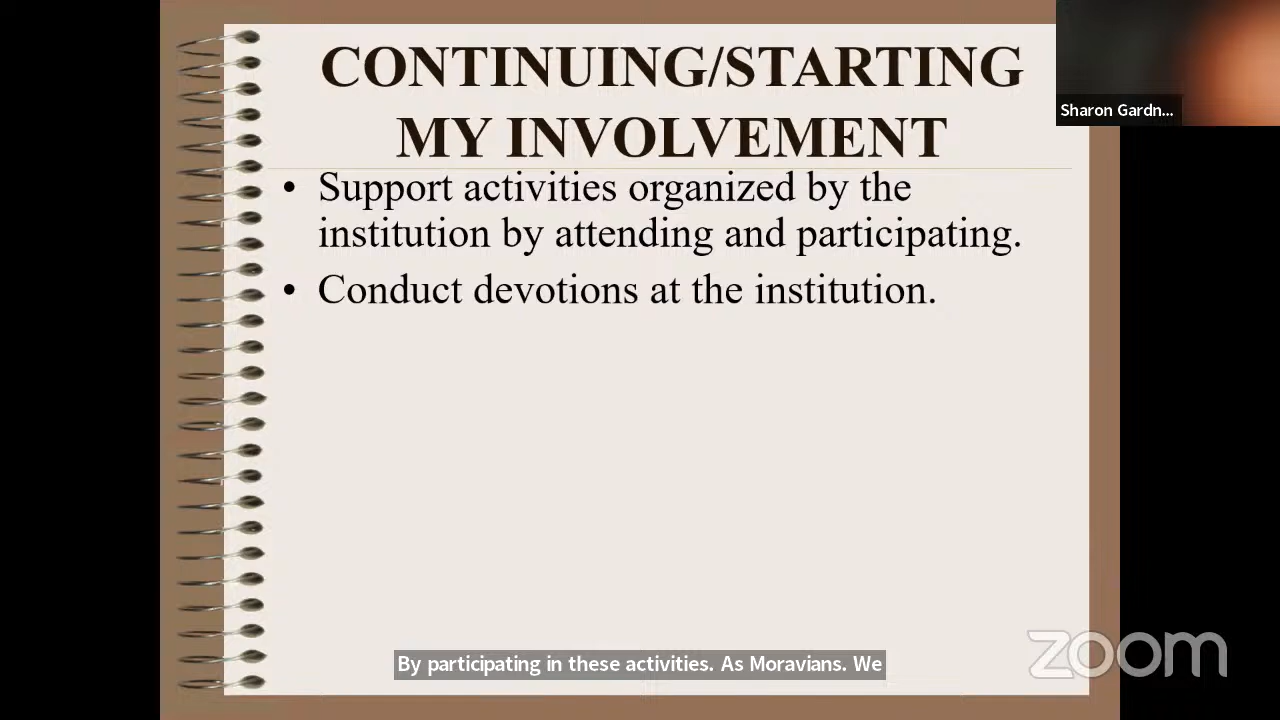 CONTINUING/STARTING
MY INVOLVEMENT
Sharon Gardn...
• Support activities organized by the
institution by attending and participating.
• Conduct devotions at the institution.
By participating in these activities. As Moravians. We
zoom